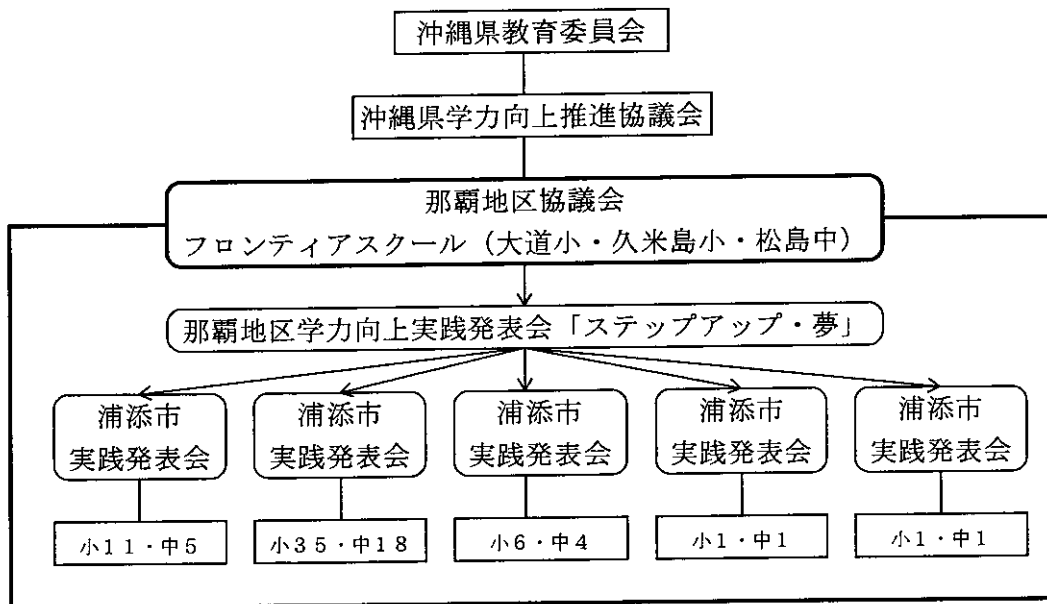 沖縄県教育委員会
沖縄県学力向上推進協議会
那覇地区協議会
フロンティアスクール（大道小・久米島小・松島中）
那覇地区学力向上実践発表会「ステップアップ・夢」
浦添市
実践発表会
浦添市
実践発表会
浦添市
実践発表会
浦添市
実践発表会
浦添市
実践発表会
小11・中5
小35・中18
小6・中4
小1・中1
小1・中1